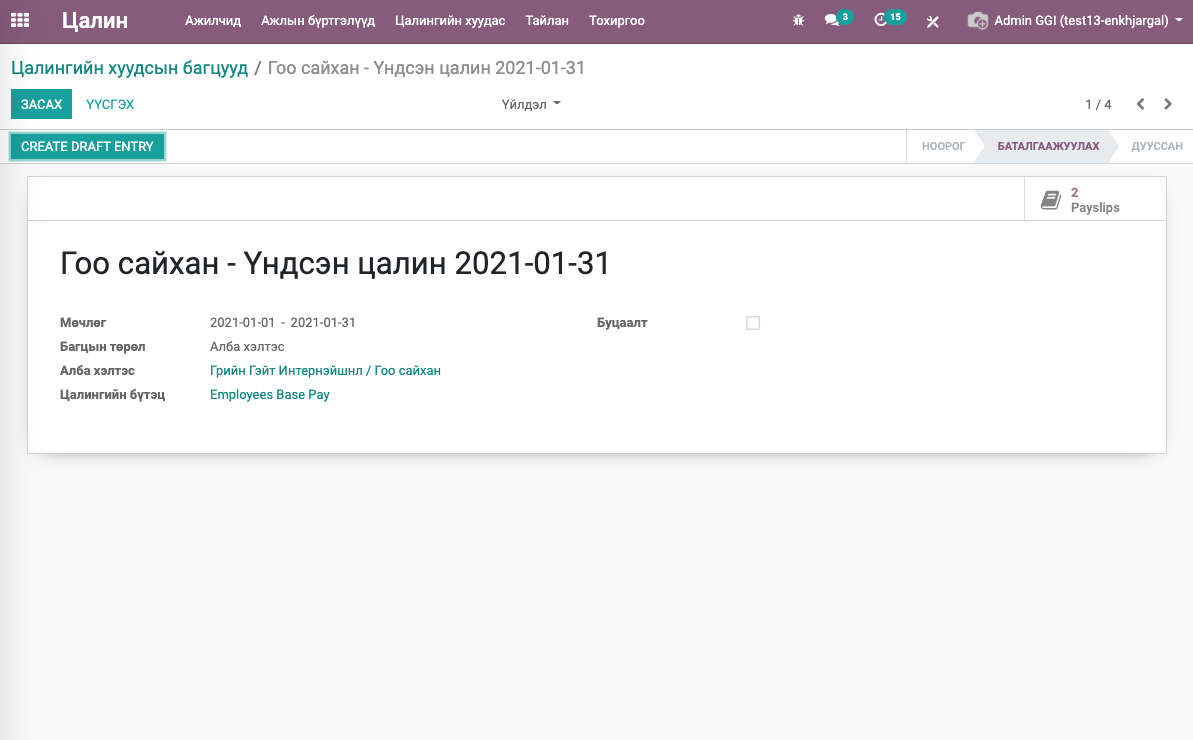 Цалин Ажилчид Ажлын бүртгэлүүд Цалингийн хуудас Тайлан Тохиргоо 3 15 Admin GGI (test13-enkhjargal)
Цалингийн хуудсын багцууд / Гоо сайхан - Үндсэн цалин 2021-01-31
ЗАСАХ ҮҮСГЭХ Үйлдэл 1 / 4
CREATE DRAFT ENTRY НООРОГ БАТАЛГААЖУУЛАХ ДУУССАН
2
Payslips
Гоо сайхан - Үндсэн цалин 2021-01-31
Мөчлөг 2021-01-01 - 2021-01-31 Буцаалт
Багцын төрөл Алба хэлтэс
Алба хэлтэс Грийн Гэйт Интернэйшнл / Гоо сайхан
Цалингийн бүтэц Employees Base Pay